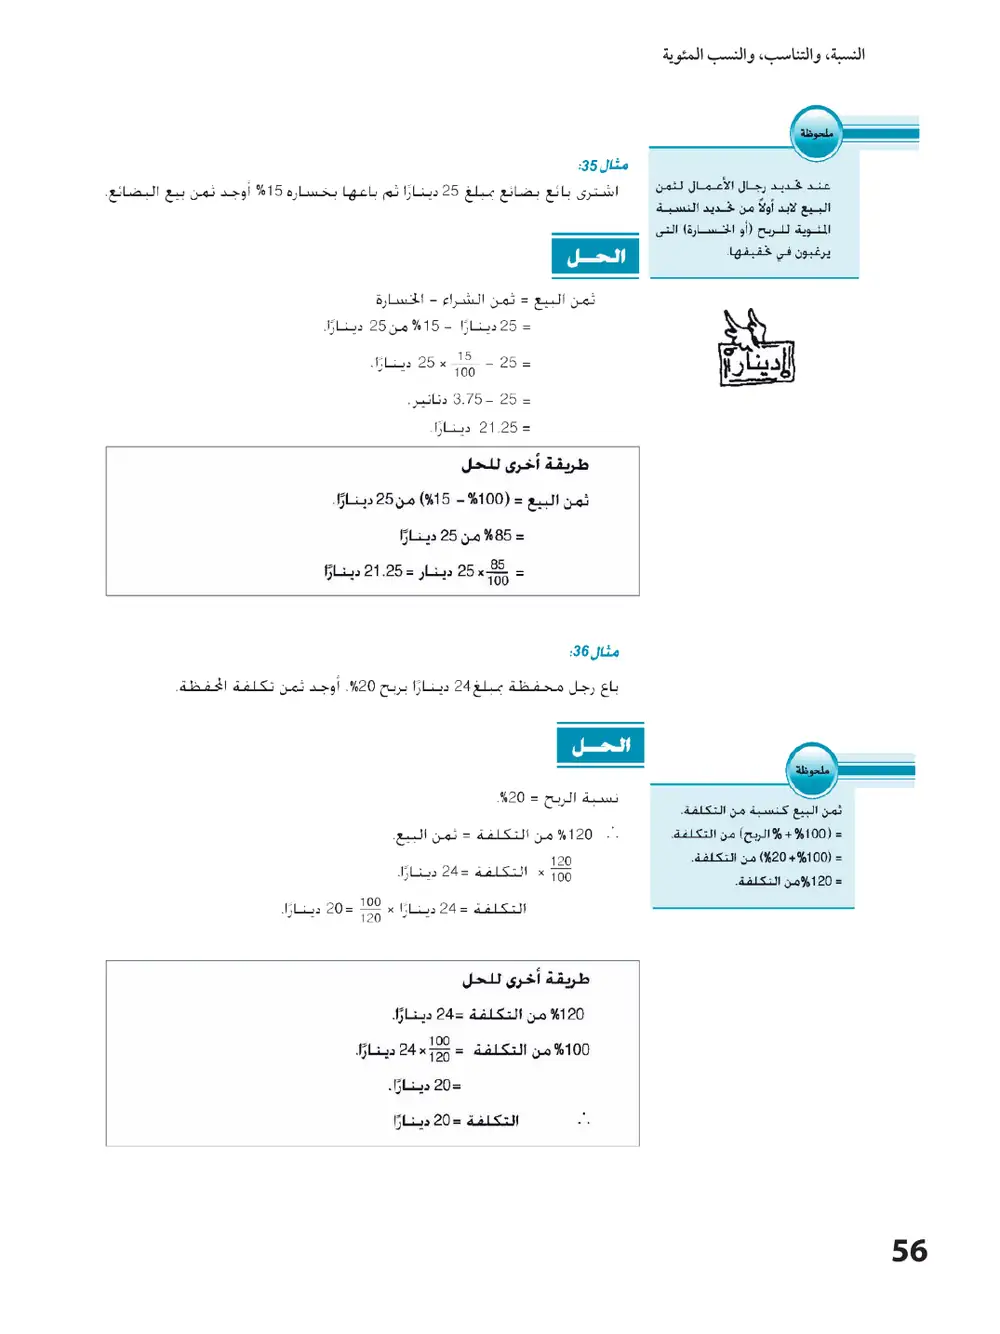 النسبة، والتناسب، والنسب المئوية
ملحوظة
عند تحديد رجال الأعمال لثمن
البيع لابد أولاً من تحديد النسبة
المئوية للربح (أو الخسارة) التى
يرغبون في تحقيقها.
مثال 35:
اشترى بائع بضائع بمبلغ 25 دينارًا ثم باعها بخساره 15% أوجد ثمن بيع البضائع.
الحل
ثمن البيع = ثمن الشراء - الخسارة
= 25 دينارًا - 15% من 25 دينارًا.
= 25 - 15/100 × 25 دينارًا.
= 25 - 3.75 دنانير.
= 21.25 دينارًا.
دينار
طريقة أخرى للحل
ثمن البيع = (100% - 15%) من 25 دينارًا.
= 85% من 25 دينارًا
= 85/100 × 25 دينار = 21.25 دينارًا
مثال 36:
باع رجل محفظة بمبلغ 24 دينارًا بربح 20%. أوجد ثمن تكلفة المحفظة.
الحل
نسبة الربح = 20%.
∴ 120% من التكلفة = ثمن البيع.
120/100 × التكلفة = 24 دينارًا.
التكلفة = 24 دينارًا × 100/120 = 20 دينارًا.
ملحوظة
ثمن البيع كنسبة من التكلفة.
= (100% + % الربح) من التكلفة.
= (100% + 20%) من التكلفة.
= 120% من التكلفة.
طريقة أخرى للحل
120% من التكلفة = 24 دينارًا.
100% من التكلفة = 100/120 × 24 دينارًا.
= 20 دينارًا.
∴ التكلفة = 20 دينارًا
56